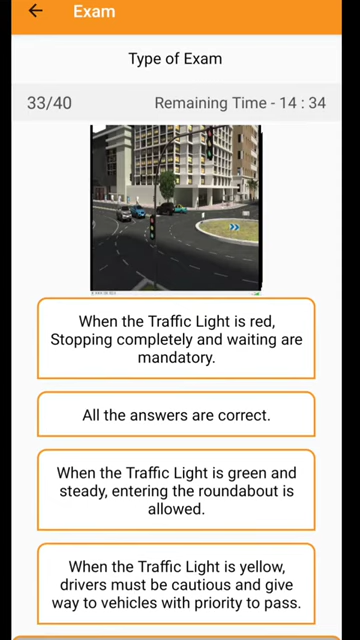 Exam
Type of Exam
33/40
Remaining Time - 14 : 34
When the Traffic Light is red,
Stopping completely and waiting are
mandatory.
All the answers are correct.
When the Traffic Light is green and
steady, entering the roundabout is
allowed.
When the Traffic Light is yellow,
drivers must be cautious and give
way to vehicles with priority to pass.